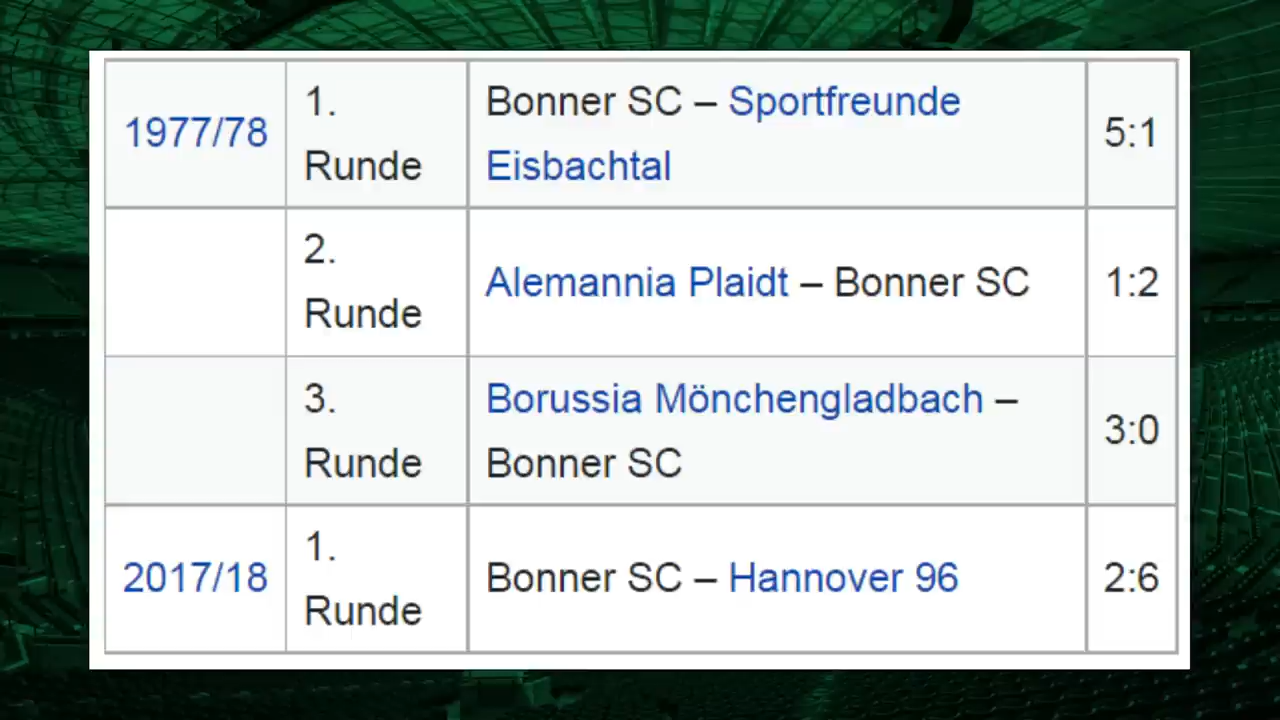 1977/78
1.
Runde
Bonner SC – Sportfreunde
Eisbachtal
5:1
2.
Runde
Alemannia Plaidt – Bonner SC
1:2
3.
Runde
Borussia Mönchengladbach –
Bonner SC
3:0
2017/18
1.
Runde
Bonner SC – Hannover 96
2:6